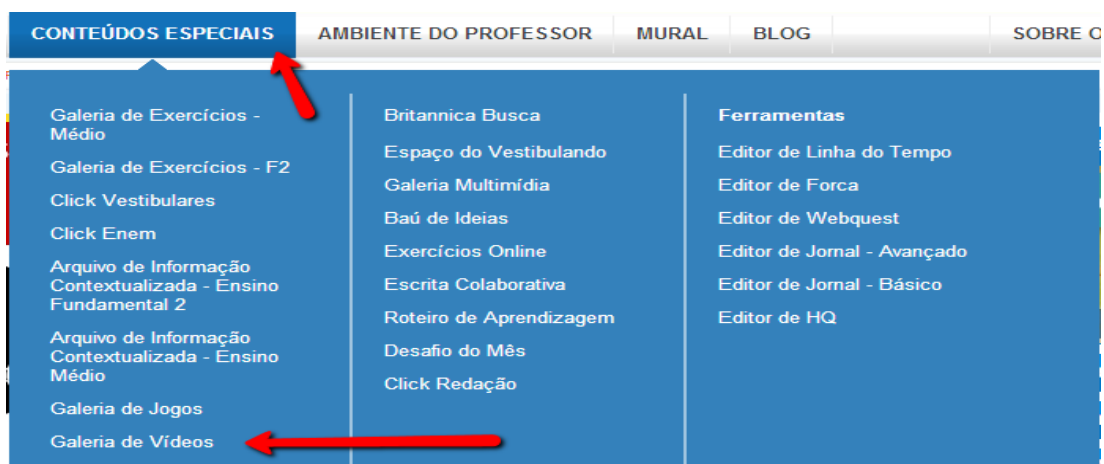 CONTEÚDOS ESPECIAIS
AMBIENTE DO PROFESSOR
MURAL
BLOG
SOBRE O
Galeria de Exercícios -
Médio
Galeria de Exercícios - F2
Click Vestibulares
Click Enem
Arquivo de Informação
Contextualizada - Ensino
Fundamental 2
Arquivo de Informação
Contextualizada - Ensino
Médio
Galeria de Jogos
Galeria de Vídeos
Britannica Busca
Espaço do Vestibulando
Galeria Multimídia
Baú de Ideias
Exercícios Online
Escrita Colaborativa
Roteiro de Aprendizagem
Desafio do Mês
Click Redação
Ferramentas
Editor de Linha do Tempo
Editor de Forca
Editor de Webquest
Editor de Jornal - Avançado
Editor de Jornal - Básico
Editor de HQ